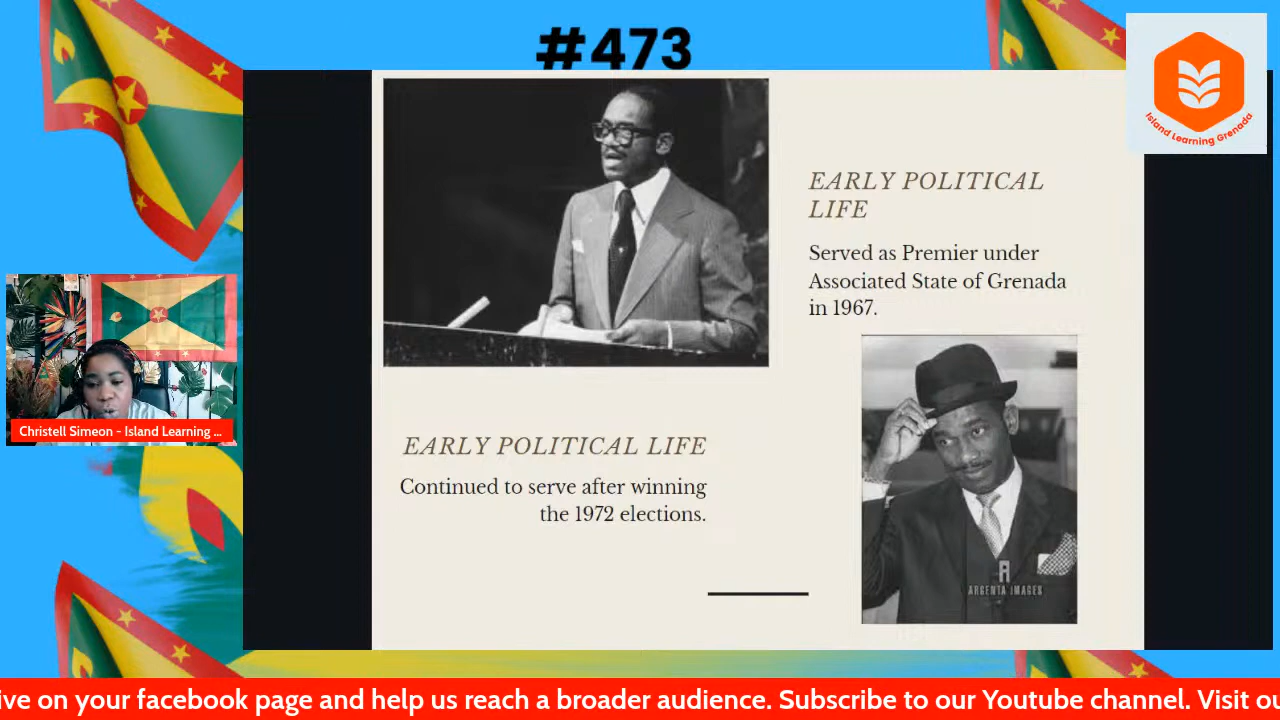 #473
Island Learning Grenada
EARLY POLITICAL
LIFE
Served as Premier under
Associated State of Grenada
in 1967.
EARLY POLITICAL LIFE
Continued to serve after winning
the 1972 elections.
ARGENTA IMAGES
Christell Simeon - Island Learning ...
ive on your facebook page and help us reach a broader audience. Subscribe to our Youtube channel. Visit ou